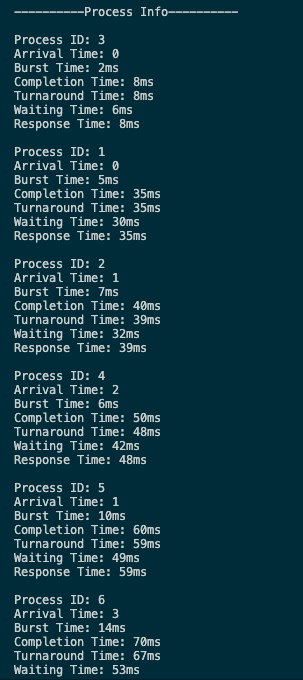 ----------Process Info----------
Process ID: 3
Arrival Time: 0
Burst Time: 2ms
Completion Time: 8ms
Turnaround Time: 8ms
Waiting Time: 6ms
Response Time: 8ms
Process ID: 1
Arrival Time: 0
Burst Time: 5ms
Completion Time: 35ms
Turnaround Time: 35ms
Waiting Time: 30ms
Response Time: 35ms
Process ID: 2
Arrival Time: 1
Burst Time: 7ms
Completion Time: 40ms
Turnaround Time: 39ms
Waiting Time: 32ms
Response Time: 39ms
Process ID: 4
Arrival Time: 2
Burst Time: 6ms
Completion Time: 50ms
Turnaround Time: 48ms
Waiting Time: 42ms
Response Time: 48ms
Process ID: 5
Arrival Time: 1
Burst Time: 10ms
Completion Time: 60ms
Turnaround Time: 59ms
Waiting Time: 49ms
Response Time: 59ms
Process ID: 6
Arrival Time: 3
Burst Time: 14ms
Completion Time: 70ms
Turnaround Time: 67ms
Waiting Time: 53ms